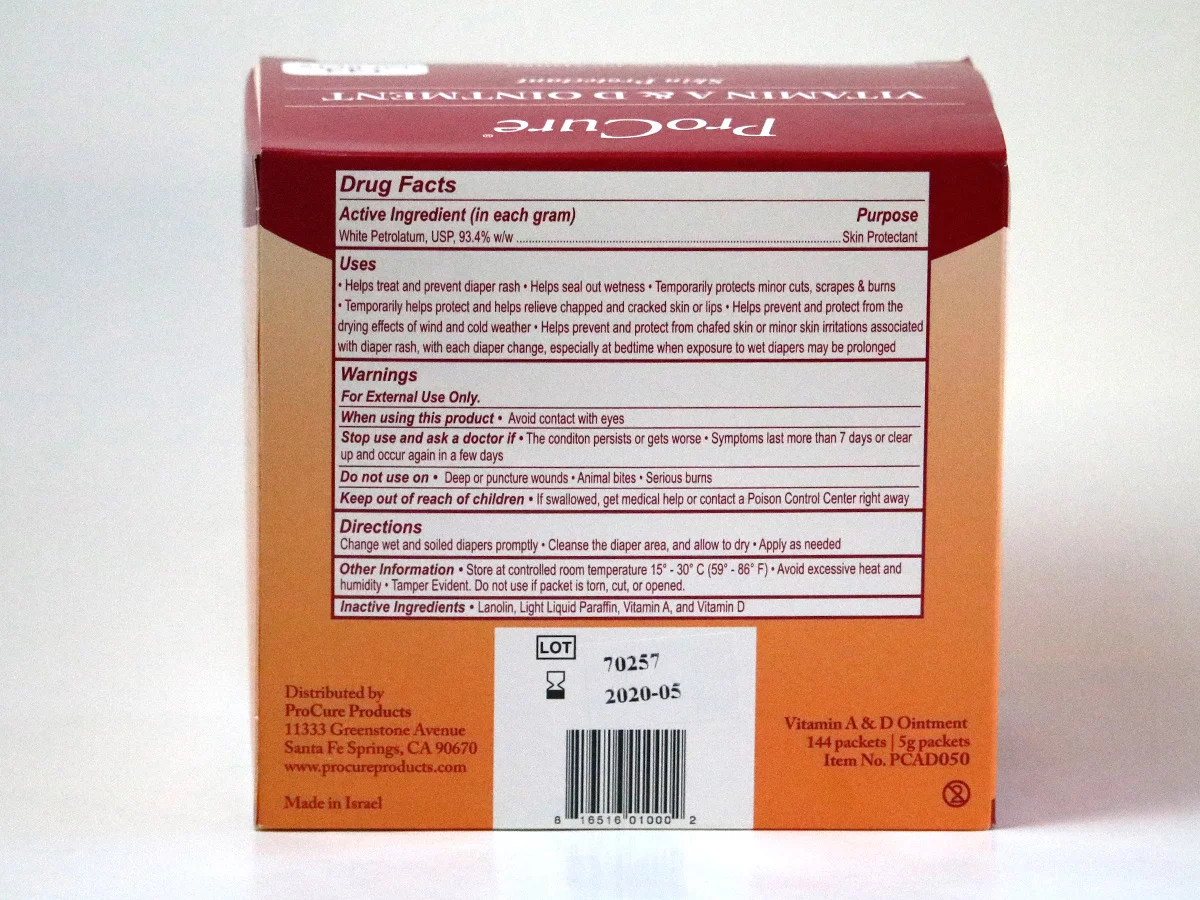 Skin Protectant
VITAMIN A & D OINTMENT
ProCure®
Drug Facts
Active Ingredient (in each gram) Purpose
White Petrolatum, USP, 93.4% w/w ........ Skin Protectant
Uses
• Helps treat and prevent diaper rash • Helps seal out wetness • Temporarily protects minor cuts, scrapes & burns
• Temporarily helps protect and helps relieve chapped and cracked skin or lips • Helps prevent and protect from the
drying effects of wind and cold weather • Helps prevent and protect from chafed skin or minor skin irritations associated
with diaper rash, with each diaper change, especially at bedtime when exposure to wet diapers may be prolonged
Warnings
For External Use Only.
When using this product • Avoid contact with eyes
Stop use and ask a doctor if • The conditon persists or gets worse • Symptoms last more than 7 days or clear
up and occur again in a few days
Do not use on • Deep or puncture wounds • Animal bites • Serious burns
Keep out of reach of children • If swallowed, get medical help or contact a Poison Control Center right away
Directions
Change wet and soiled diapers promptly • Cleanse the diaper area, and allow to dry • Apply as needed
Other Information • Store at controlled room temperature 15° - 30° C (59° - 86° F) • Avoid excessive heat and
humidity • Tamper Evident. Do not use if packet is torn, cut, or opened.
Inactive Ingredients • Lanolin, Light Liquid Paraffin, Vitamin A, and Vitamin D
LOT 70257
2020-05
8 16516 01000 2
Distributed by
ProCure Products
11333 Greenstone Avenue
Santa Fe Springs, CA 90670
www.procureproducts.com
Made in Israel
Vitamin A & D Ointment
144 packets | 5g packets
Item No. PCAD050
2